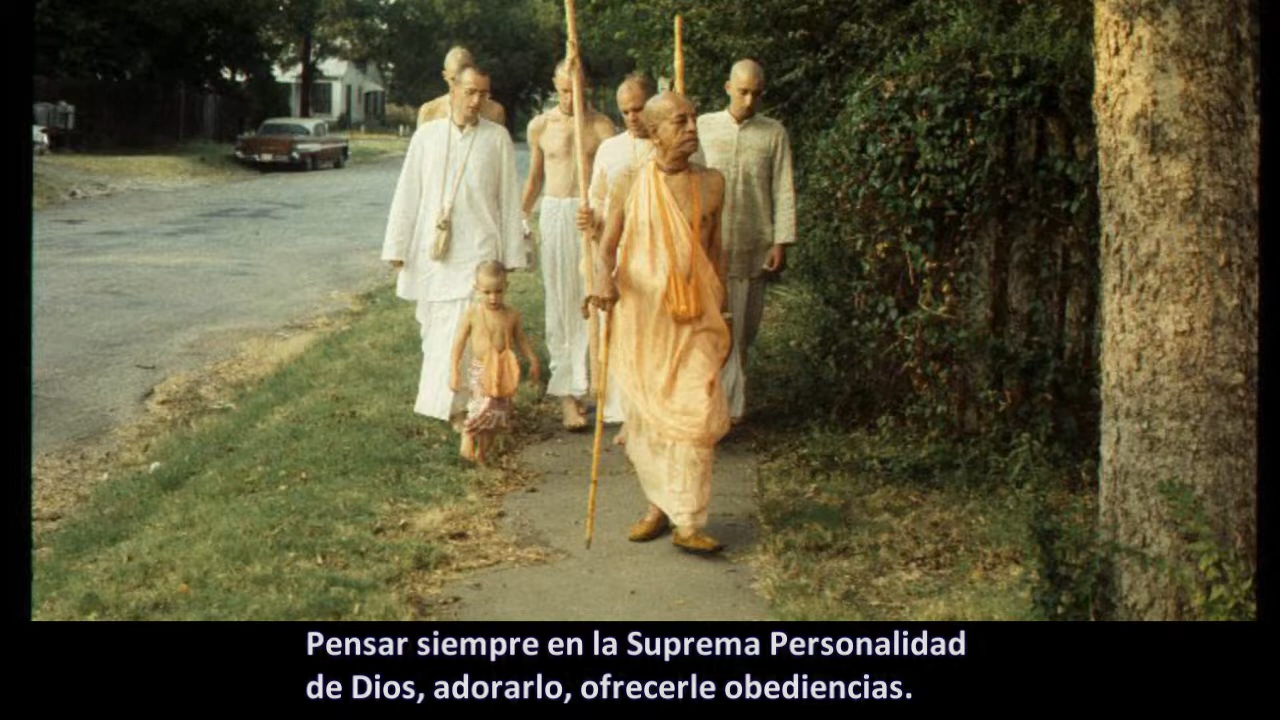 Pensar siempre en la Suprema Personalidad
de Dios, adorarlo, ofrecerle obediencias.